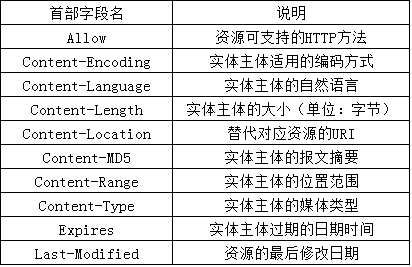 首部字段名 说明
Allow 资源可支持的HTTP方法
Content-Encoding 实体主体适用的编码方式
Content-Language 实体主体的自然语言
Content-Length 实体主体的大小（单位：字节）
Content-Location 替代对应资源的URI
Content-MD5 实体主体的报文摘要
Content-Range 实体主体的位置范围
Content-Type 实体主体的媒体类型
Expires 实体主体过期的日期时间
Last-Modified 资源的最后修改日期